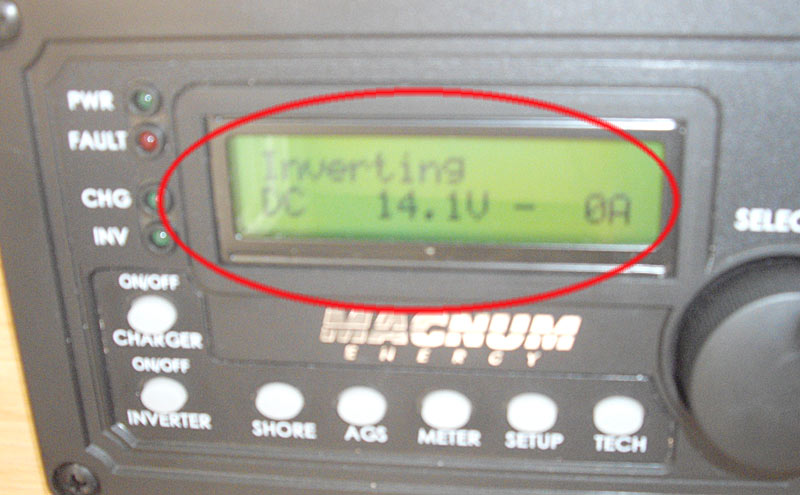 PWR
FAULT
CHG
INV
Inverting
DC 14.1V - 0A
SELEC
ON/OFF
CHARGER
MAGNUM
ENERGY
ON/OFF
INVERTER
SHORE
AGS
METER
SETUP
TECH